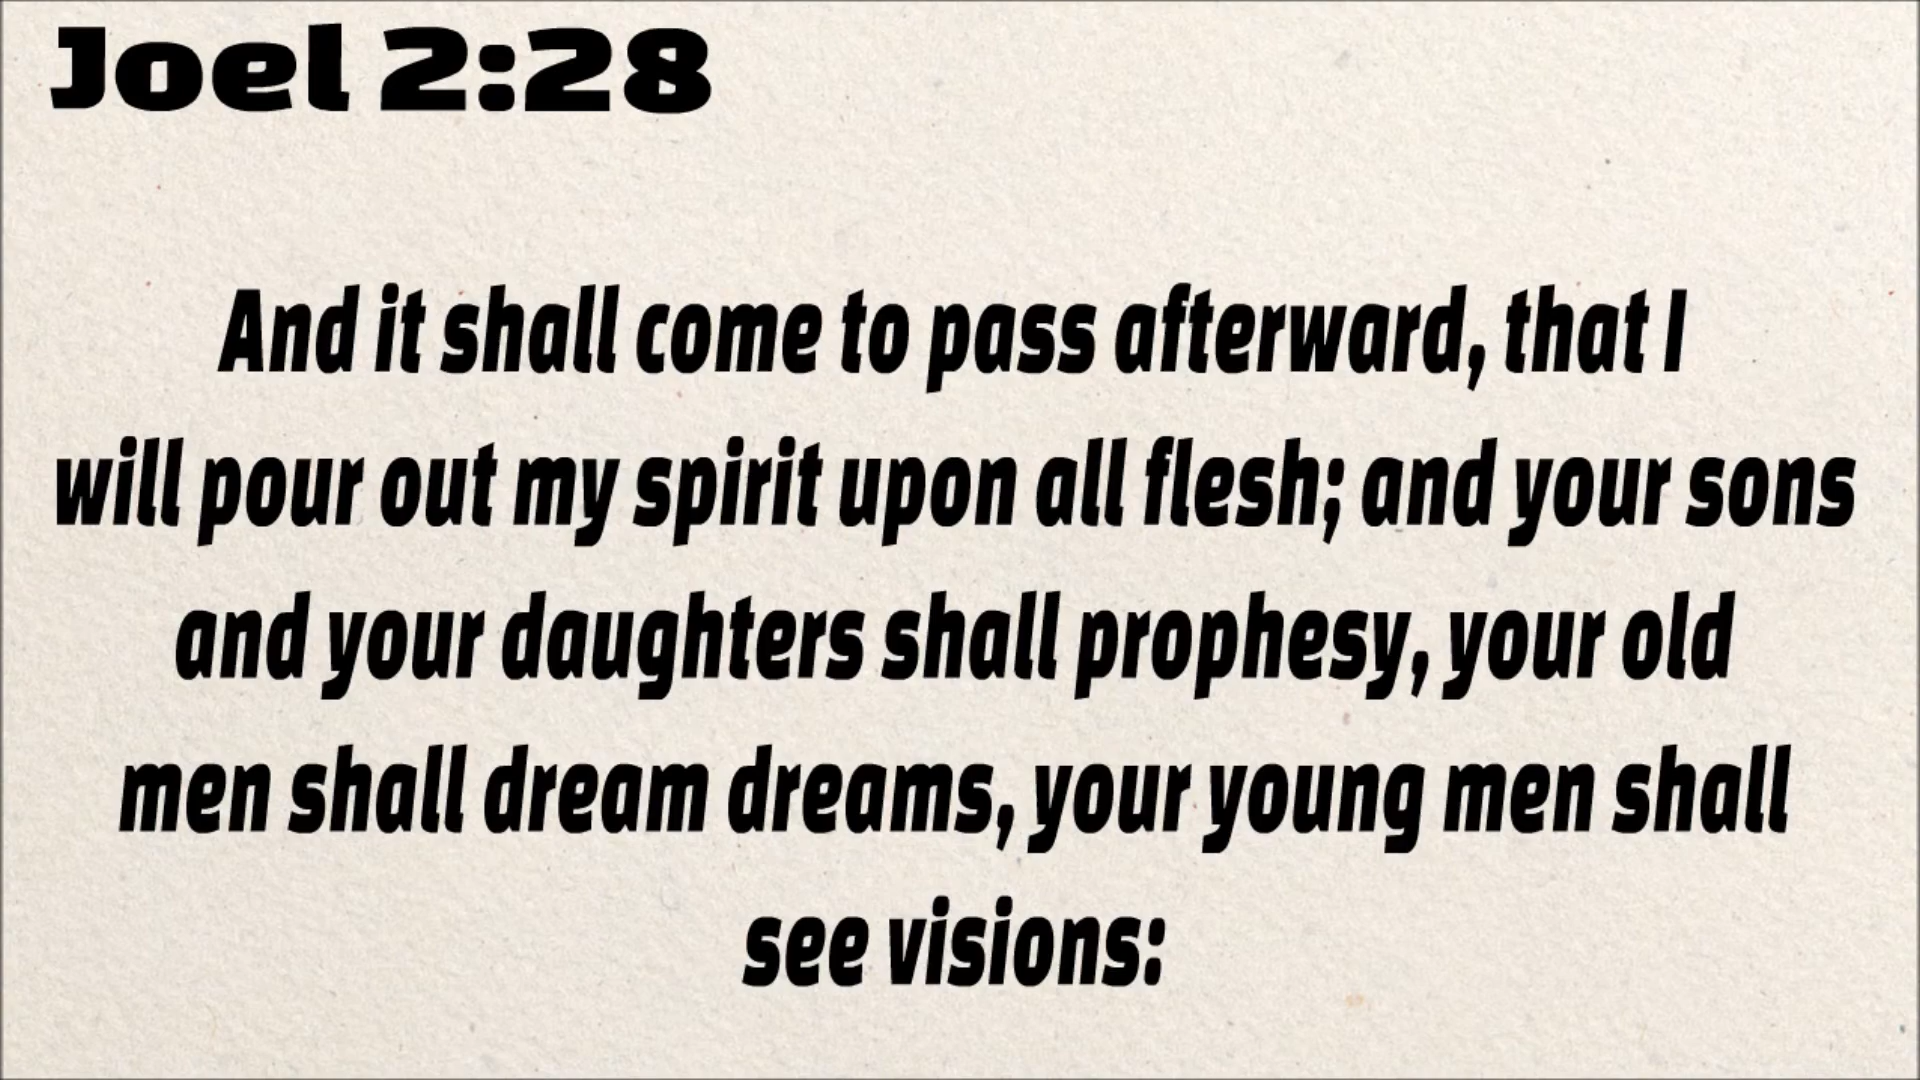 Joel 2:28
And it shall come to pass afterward, that I
will pour out my spirit upon all flesh; and your sons
and your daughters shall prophesy, your old
men shall dream dreams, your young men shall
see visions: